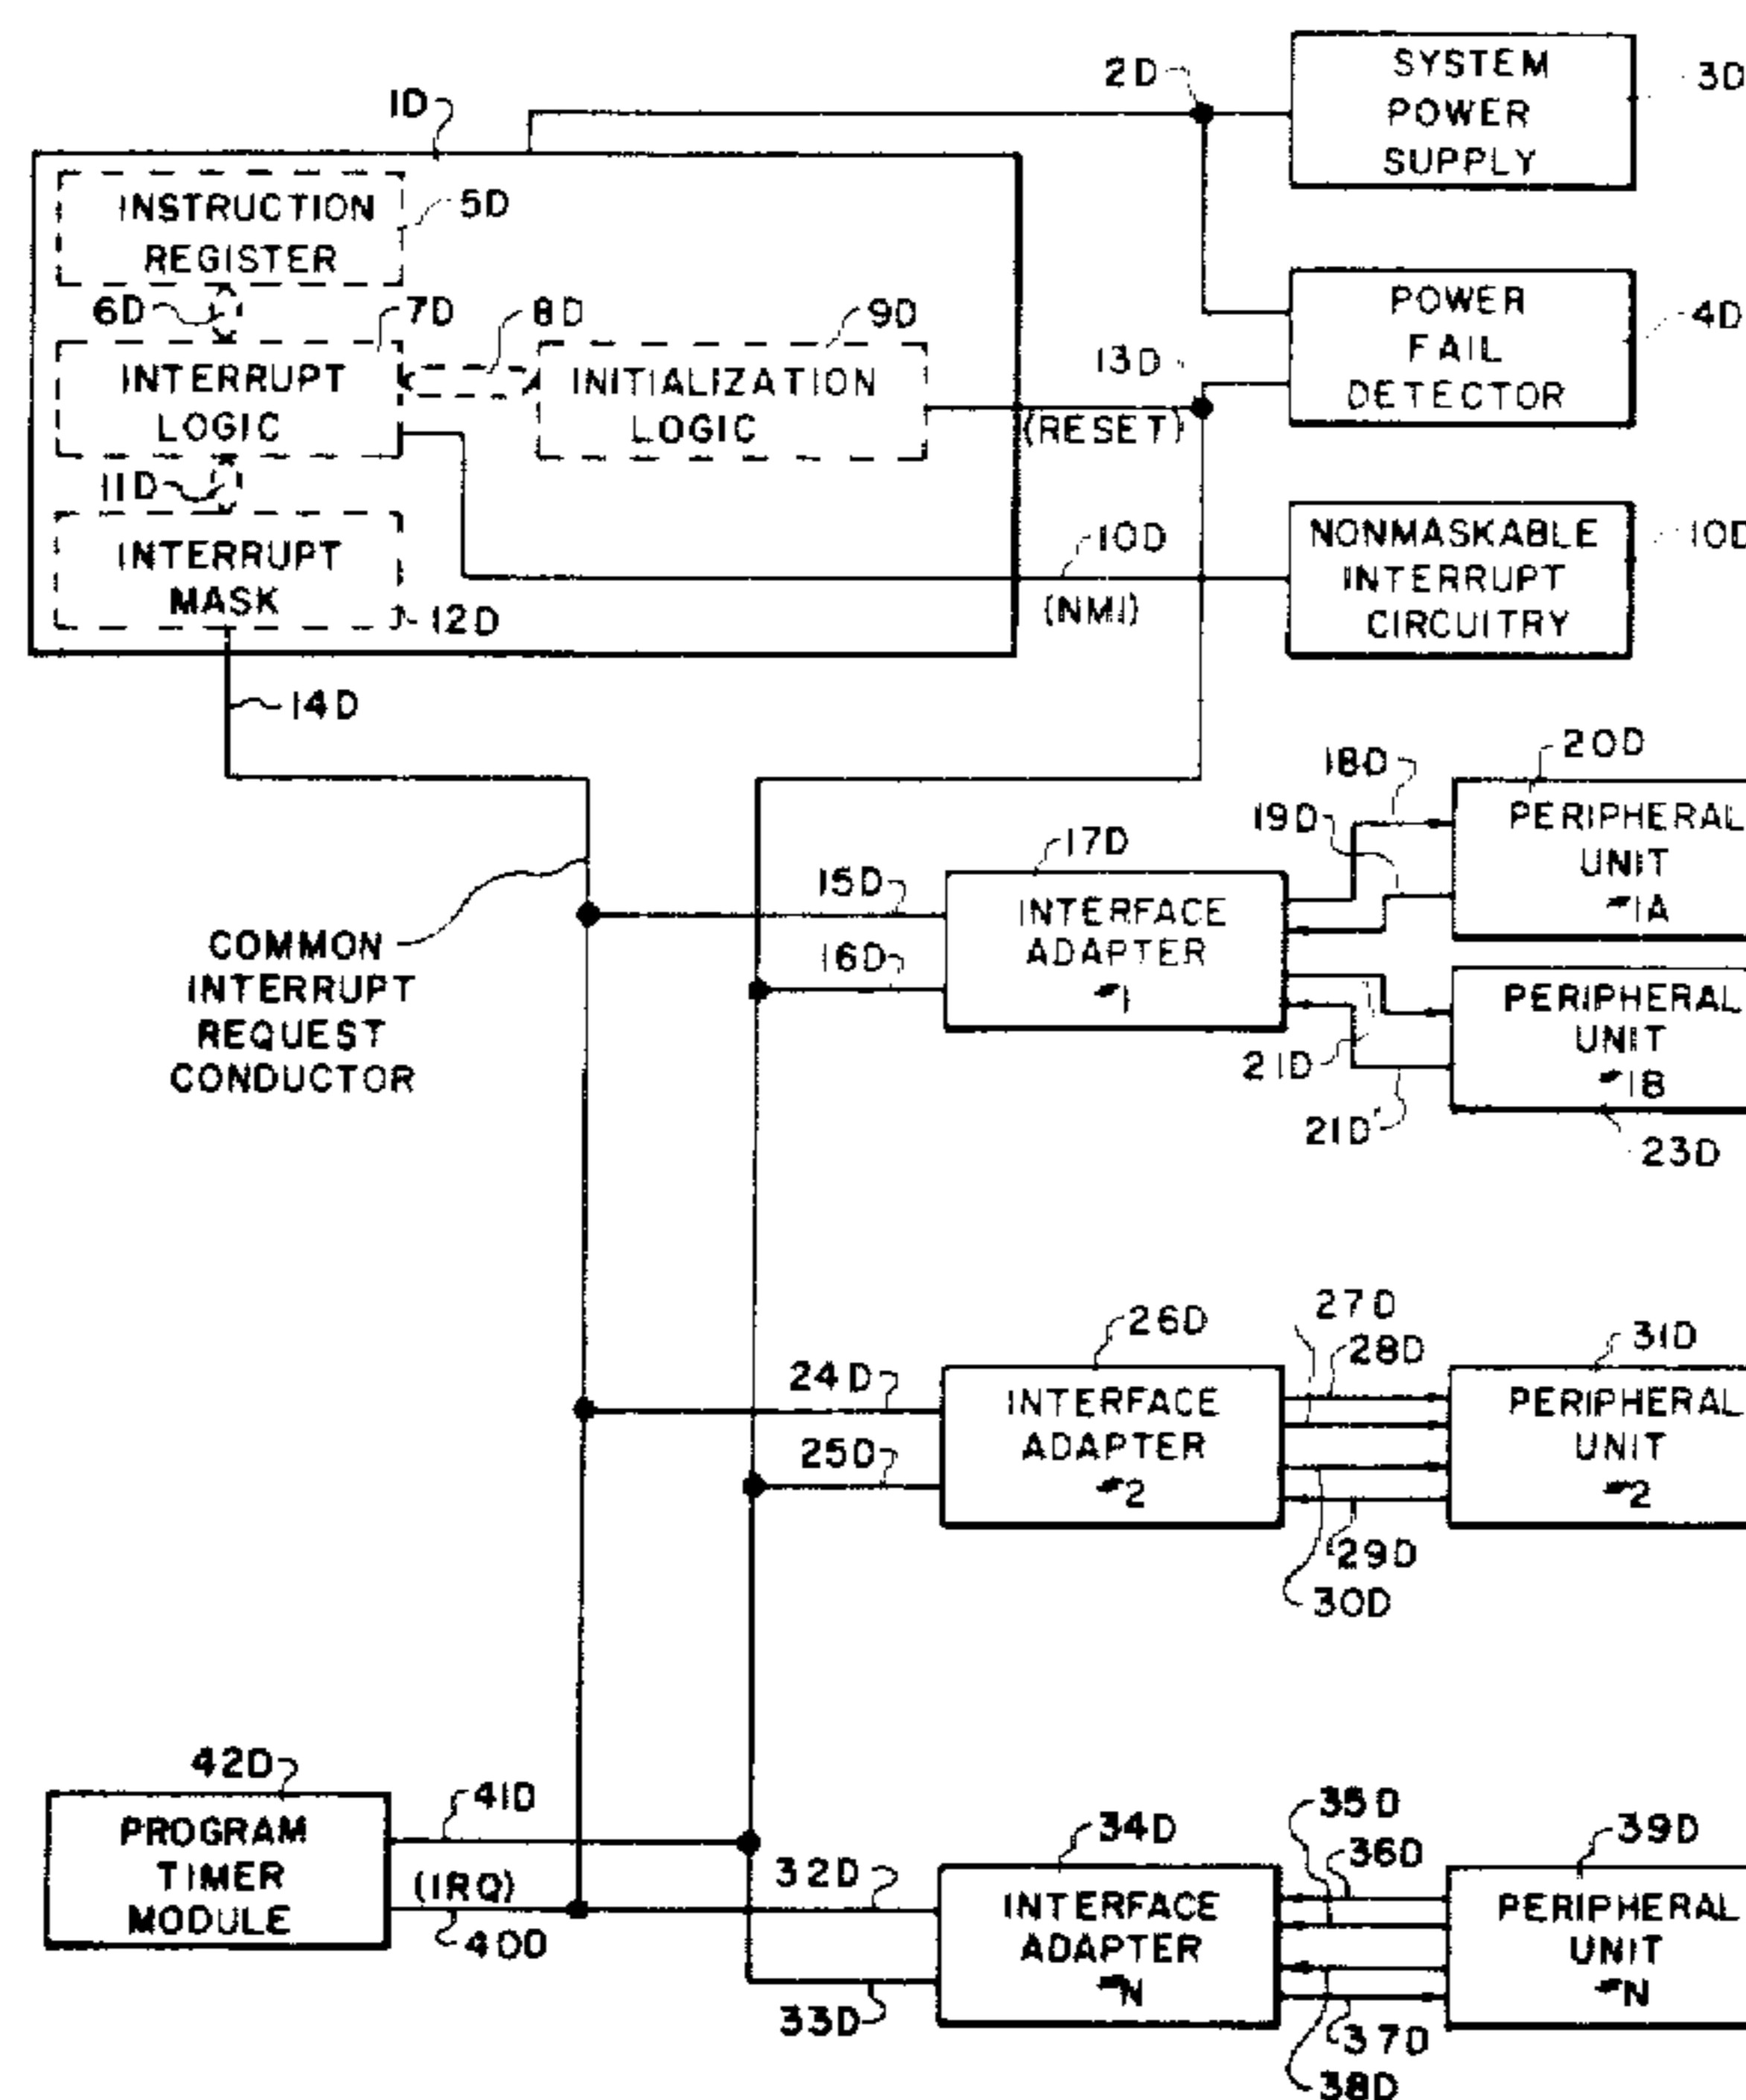 1D
2D
SYSTEM
POWER
SUPPLY
3D
INSTRUCTION
REGISTER
5D
6D
7D
8D
9D
POWER
FAIL
DETECTOR
4D
INTERRUPT
LOGIC
INITIALIZATION
LOGIC
13D
(RESET)
11D
INTERRUPT
MASK
12D
10D
(NMI)
NONMASKABLE
INTERRUPT
CIRCUITRY
10D
14D
COMMON
INTERRUPT
REQUEST
CONDUCTOR
15D
16D
17D
INTERFACE
ADAPTER
#1
18D
19D
20D
PERIPHERAL
UNIT
#1A
21D
21D'
PERIPHERAL
UNIT
#1B
23D
24D
25D
26D
INTERFACE
ADAPTER
#2
27D
28D
29D
30D
31D
PERIPHERAL
UNIT
#2
42D
PROGRAM
TIMER
MODULE
41D
(IRQ)
40D
32D
33D
34D
INTERFACE
ADAPTER
#N
35D
36D
37D
38D
39D
PERIPHERAL
UNIT
#N